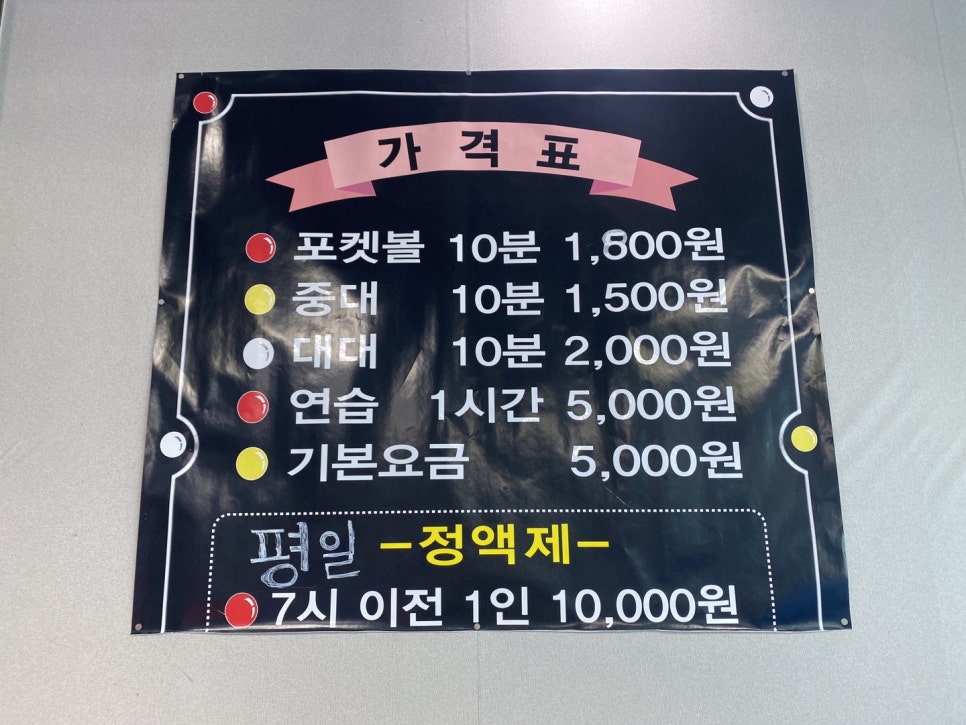 가격표
포켓볼 10분 1,800원
중대 10분 1,500원
대대 10분 2,000원
연습 1시간 5,000원
기본요금 5,000원
평일 -정액제-
7시 이전 1인 10,000원